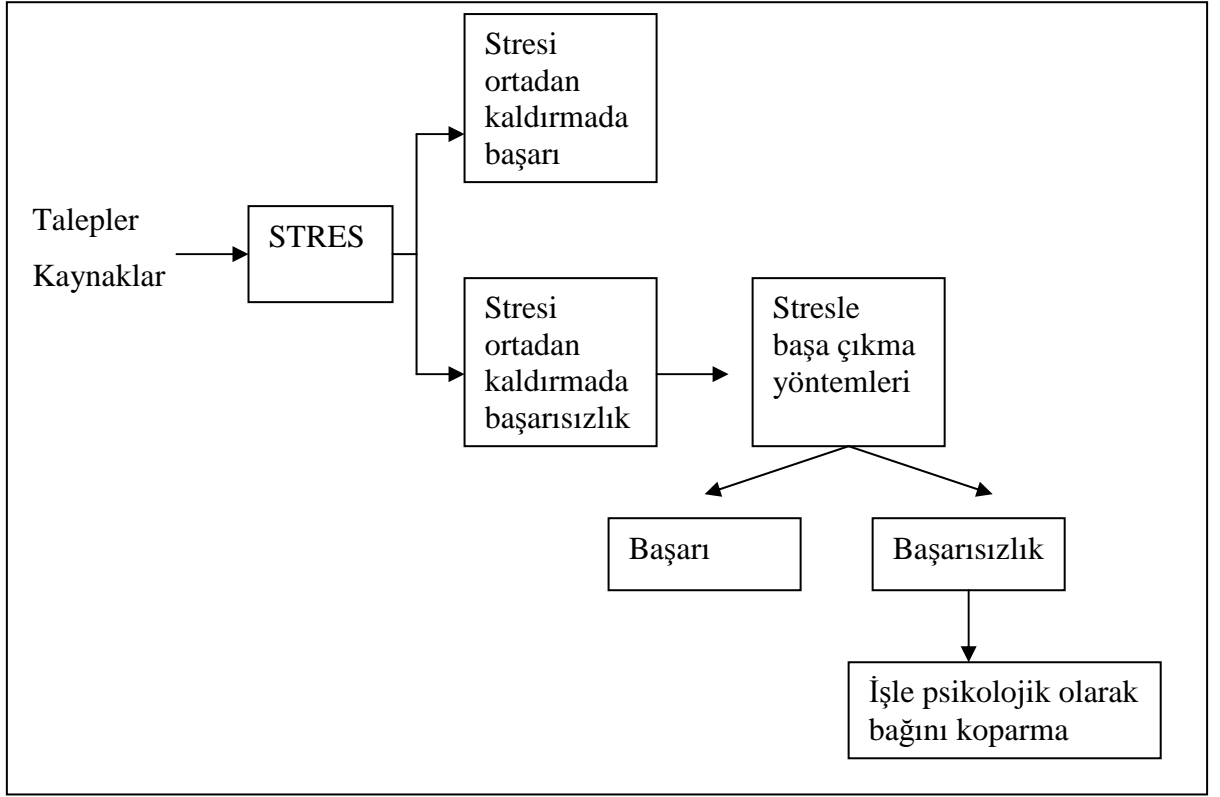 Stresi
ortadan
kaldırmada
başarı
Talepler
Kaynaklar
STRES
Stresi
ortadan
kaldırmada
başarısızlık
Stresle
başa çıkma
yöntemleri
Başarı
Başarısızlık
İşle psikolojik olarak
bağını koparma